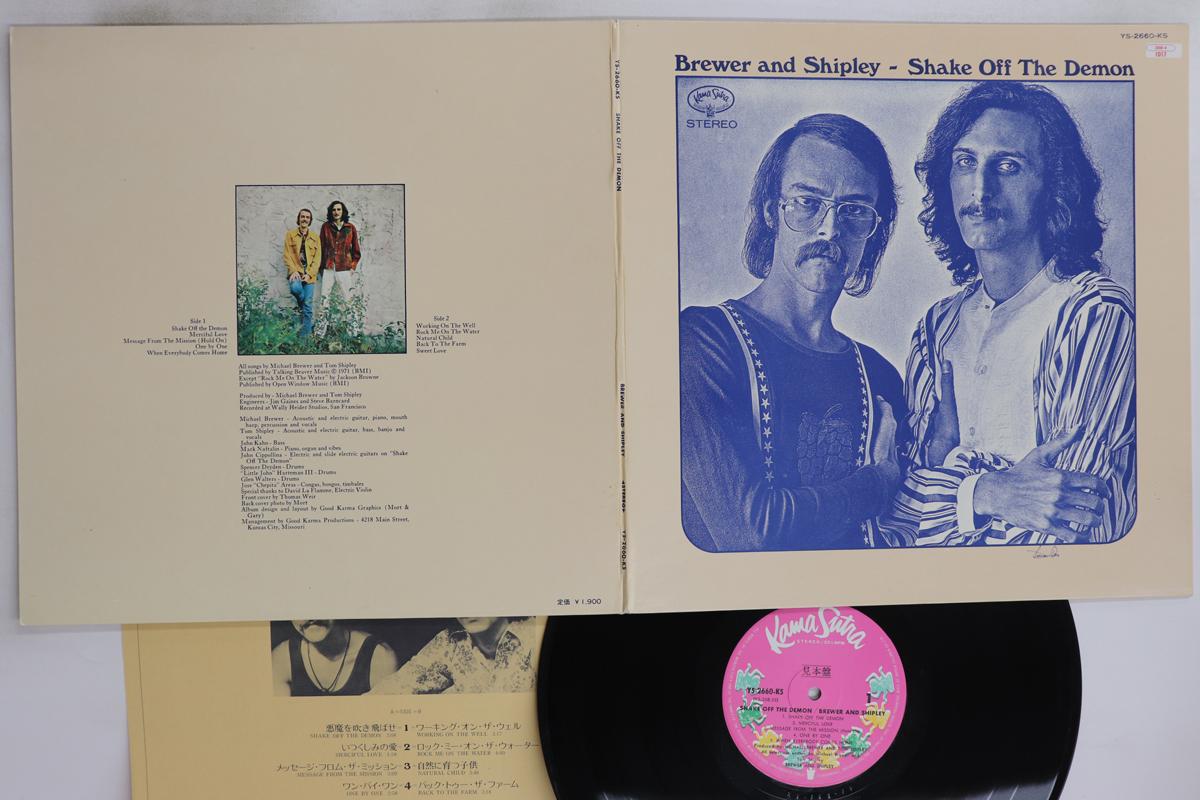 YS-2660-KS
1017
Brewer and Shipley - Shake Off The Demon
Kama Sutra
STEREO
YS-2660-KS
SHAKE OFF THE DEMON
BREWER AND SHIPLEY
YS-2660-KS
Side 1
Shake Off the Demon
Merciful Love
Message From The Mission (Hold On)
One by One
When Everybody Comes Home
Side 2
Working On The Well
Rock Me On The Water
Natural Child
Back To The Farm
Sweet Love
All songs by Michael Brewer and Tom Shipley
Published by Talking Beaver Music © 1971 (BMI)
Except "Rock Me On The Water" by Jackson Browne
Published by Open Window Music (BMI)
Produced by - Michael Brewer and Tom Shipley
Engineers - Jim Gaines and Steve Barncard
Recorded at Wally Heider Studios, San Francisco
Michael Brewer - Acoustic and electric guitar, piano, mouth
harp, percussion and vocals
Tom Shipley - Acoustic and electric guitar, bass, banjo and
vocals
John Kahn - Bass
Mark Naftalin - Piano, organ and vibes
John Cippollina - Electric and slide electric guitars on "Shake
Off The Demon"
Spencer Dryden - Drums
"Little John" Hurteman III - Drums
Glen Walters - Drums
Jose "Chepita" Areas - Congas, bongos, timbales
Special thanks to David La Flamme, Electric Violin
Front cover by Thomas Weir
Back cover photo by Mort
Album design and layout by Good Karma Graphics (Mort &
Gary)
Management by Good Karma Productions - 4218 Main Street,
Kansas City, Missouri
定価 ¥1,900
悪魔を吹き飛ばせ-1-ワーキング・オン・ザ・ウェル
SHAKE OFF THE DEMON WORKING ON THE WELL
いつくしみの愛-2-ロック・ミー・オン・ザ・ウォーター
MERCIFUL LOVE ROCK ME ON THE WATER
メッセージ・フロム・ザ・ミッション-3-自然に育つ子供
MESSAGE FROM THE MISSION NATURAL CHILD
ワン・バイ・ワン-4-バック・トゥー・ザ・ファーム
ONE BY ONE BACK TO THE FARM
Kama Sutra
見本盤
YS-2660-KS
1
SHAKE OFF THE DEMON / BREWER AND SHIPLEY
1. SHAKE OFF THE DEMON
2. MERCIFUL LOVE
4. ONE BY ONE
BREWER AND SHIPLEY